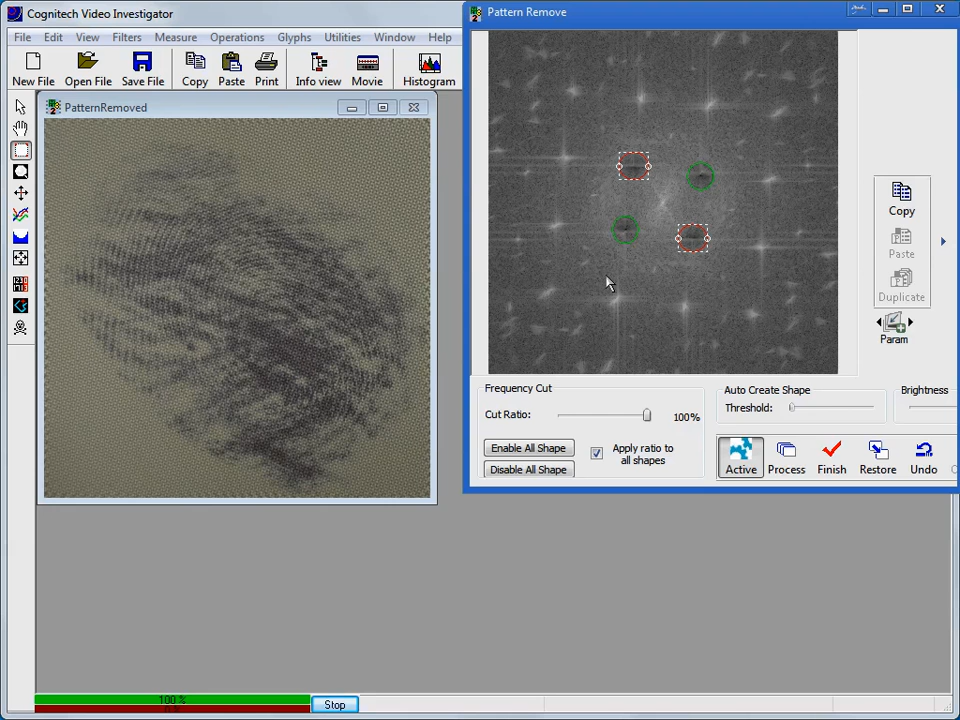 Cognitech Video Investigator
File Edit View Filters Measure Operations Glyphs Utilities Window Help
New File Open File Save File Copy Paste Print Info view Movie Histogram
PatternRemoved
Pattern Remove
Copy
Paste
Duplicate
Param
Frequency Cut
Cut Ratio: 100%
Enable All Shape
Disable All Shape
Apply ratio to
all shapes
Auto Create Shape
Threshold:
Brightness
Active Process Finish Restore Undo
100 %
Stop